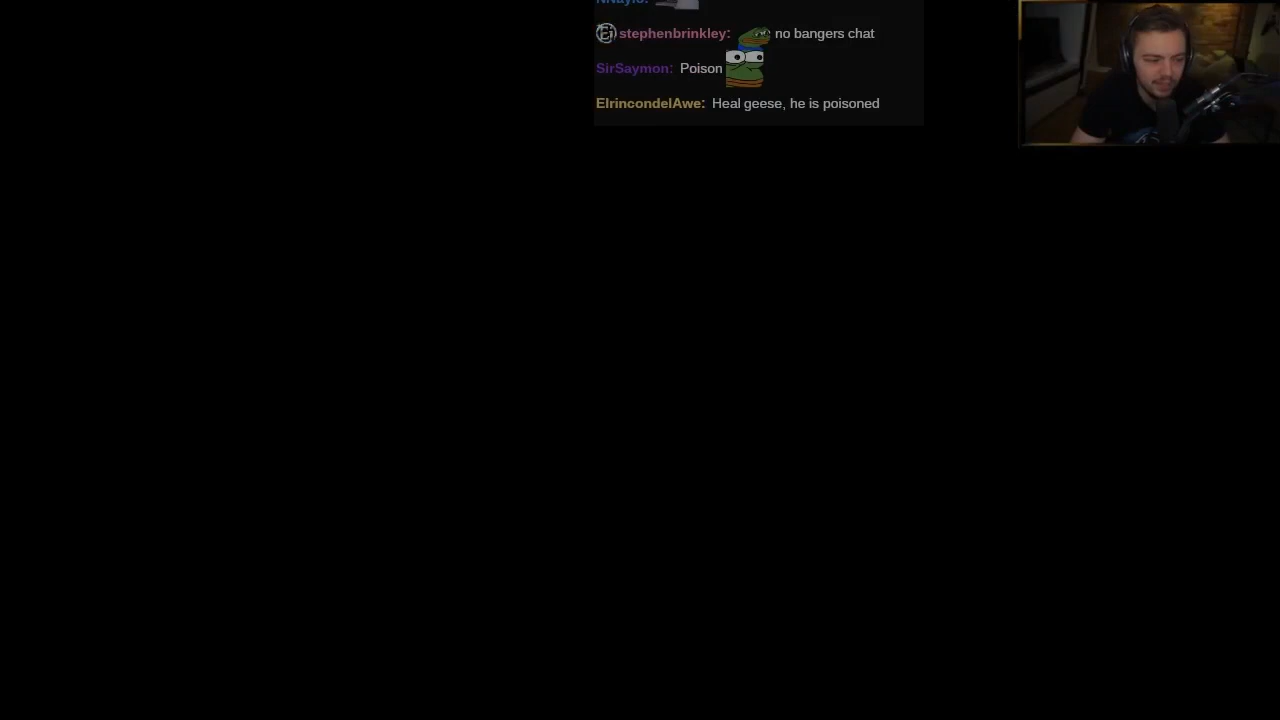 stephenbrinkley: no bangers chat
SirSaymon: Poison
ElrincondelAwe: Heal geese, he is poisoned